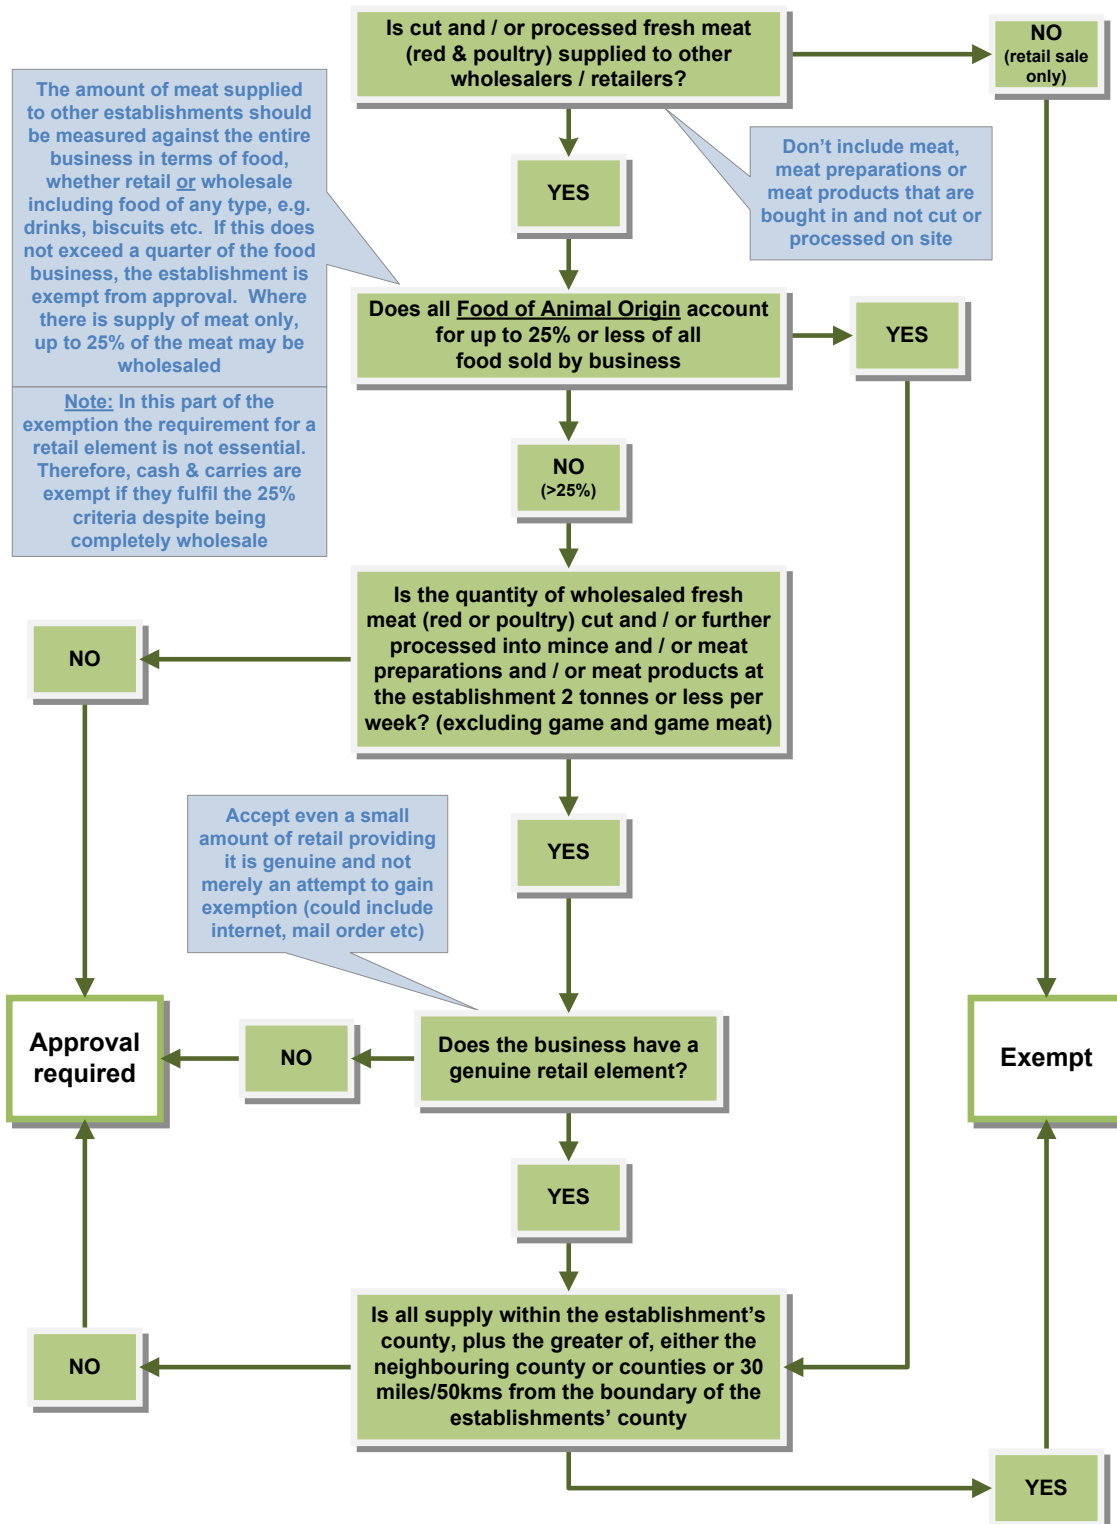 Is cut and / or processed fresh meat
(red & poultry) supplied to other
wholesalers / retailers?
NO
(retail sale
only)
The amount of meat supplied
to other establishments should
be measured against the entire
business in terms of food,
whether retail or wholesale
including food of any type, e.g.
drinks, biscuits etc. If this does
not exceed a quarter of the food
business, the establishment is
exempt from approval. Where
there is supply of meat only,
up to 25% of the meat may be
wholesaled
Note: In this part of the
exemption the requirement for a
retail element is not essential.
Therefore, cash & carries are
exempt if they fulfil the 25%
criteria despite being
completely wholesale
Don't include meat,
meat preparations or
meat products that are
bought in and not cut or
processed on site
YES
Does all Food of Animal Origin account
for up to 25% or less of all
food sold by business
YES
NO
(>25%)
Is the quantity of wholesaled fresh
meat (red or poultry) cut and / or further
processed into mince and / or meat
preparations and / or meat products at
the establishment 2 tonnes or less per
week? (excluding game and game meat)
NO
YES
Accept even a small
amount of retail providing
it is genuine and not
merely an attempt to gain
exemption (could include
internet, mail order etc)
Approval
required
NO
Does the business have a
genuine retail element?
Exempt
YES
Is all supply within the establishment's
county, plus the greater of, either the
neighbouring county or counties or 30
miles/50kms from the boundary of the
establishments' county
NO
YES